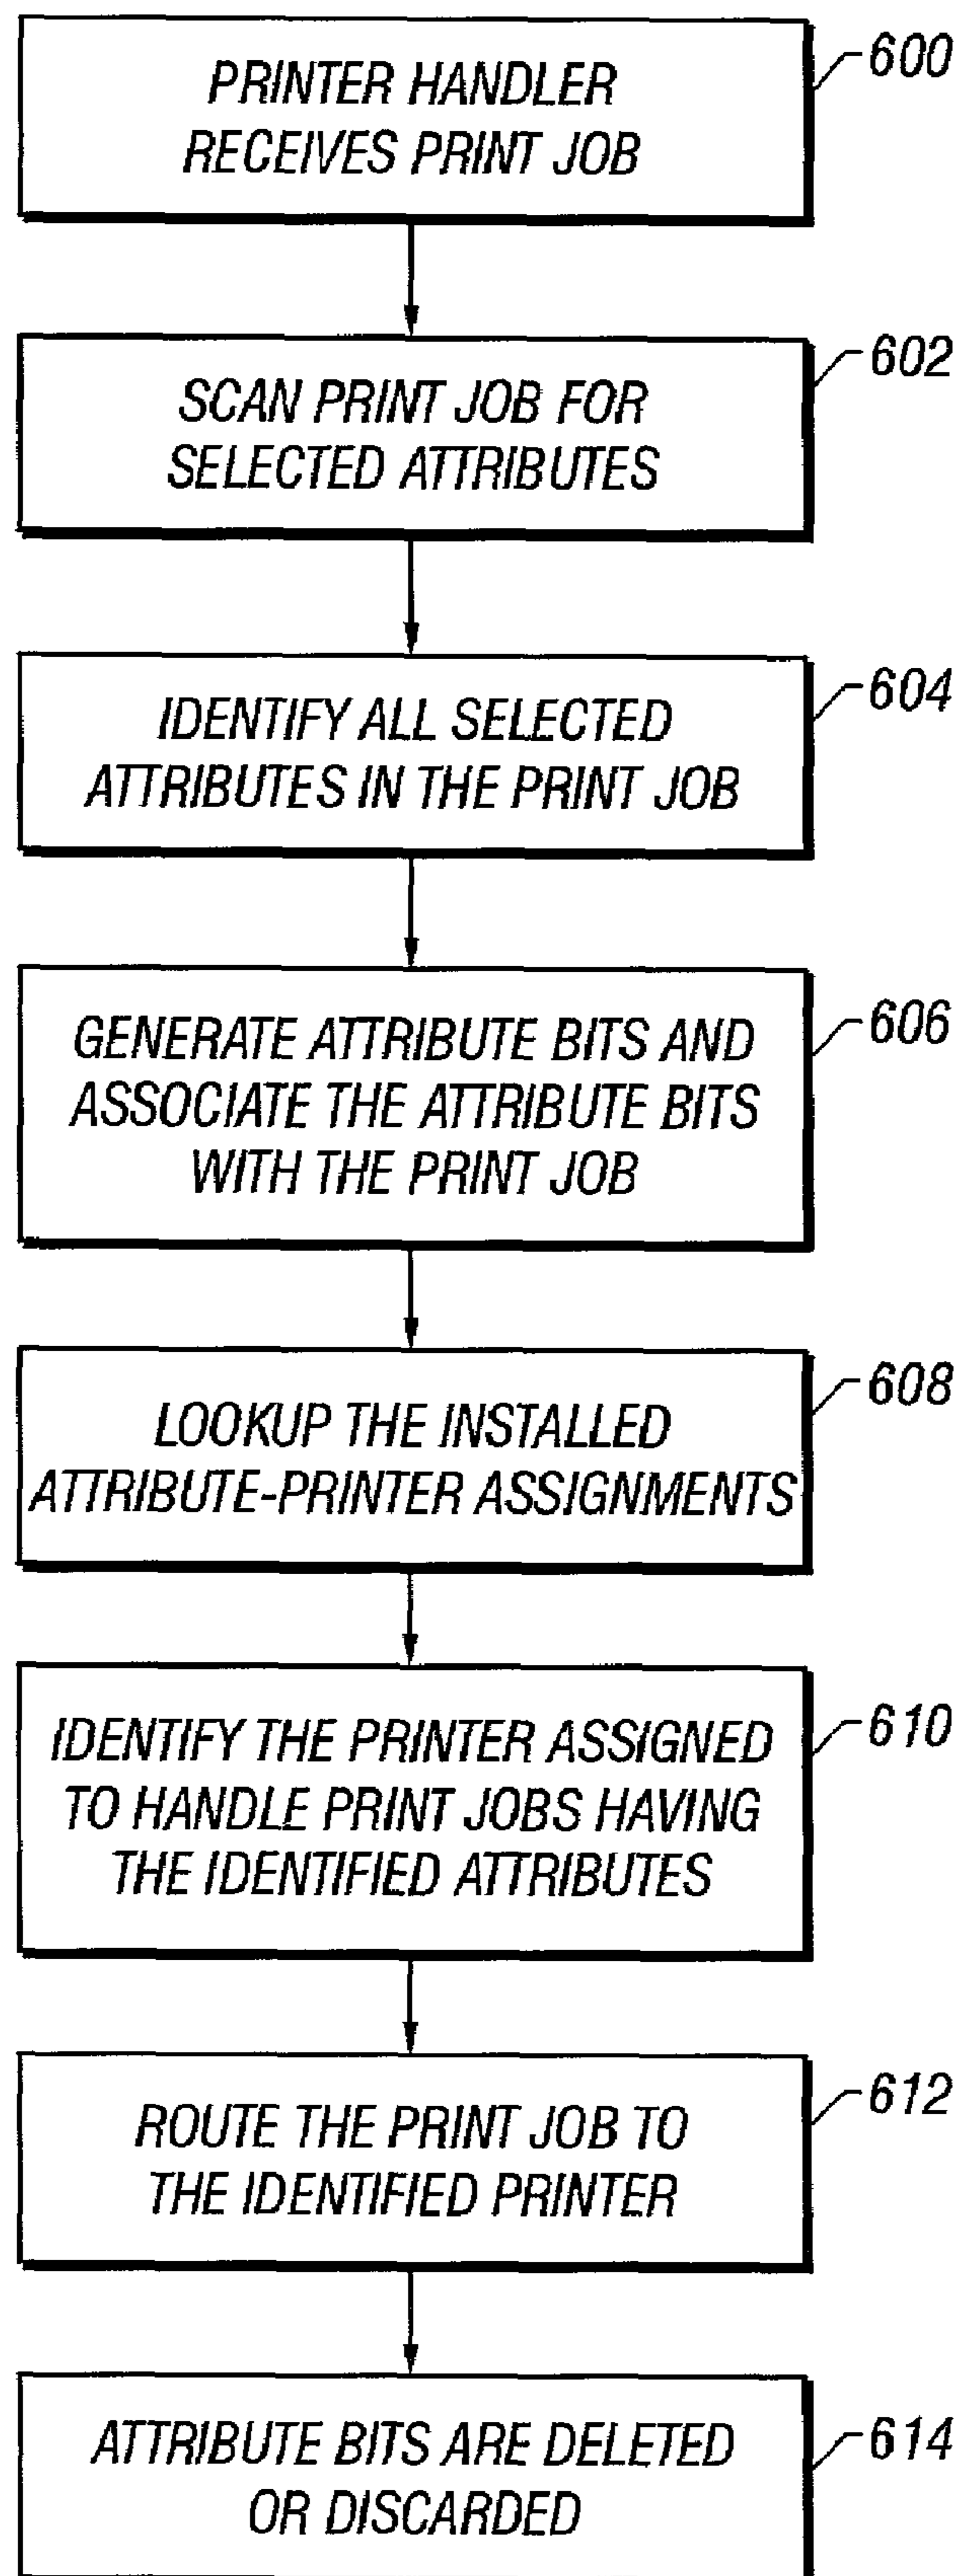 PRINTER HANDLER
RECEIVES PRINT JOB
600
SCAN PRINT JOB FOR
SELECTED ATTRIBUTES
602
IDENTIFY ALL SELECTED
ATTRIBUTES IN THE PRINT JOB
604
GENERATE ATTRIBUTE BITS AND
ASSOCIATE THE ATTRIBUTE BITS
WITH THE PRINT JOB
606
LOOKUP THE INSTALLED
ATTRIBUTE-PRINTER ASSIGNMENTS
608
IDENTIFY THE PRINTER ASSIGNED
TO HANDLE PRINT JOBS HAVING
THE IDENTIFIED ATTRIBUTES
610
ROUTE THE PRINT JOB TO
THE IDENTIFIED PRINTER
612
ATTRIBUTE BITS ARE DELETED
OR DISCARDED
614